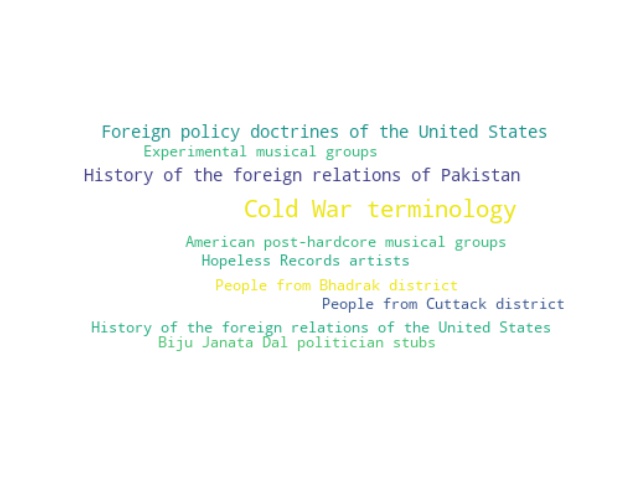 Foreign policy doctrines of the United States
Experimental musical groups
History of the foreign relations of Pakistan
Cold War terminology
American post-hardcore musical groups
Hopeless Records artists
People from Bhadrak district
People from Cuttack district
History of the foreign relations of the United States
Biju Janata Dal politician stubs